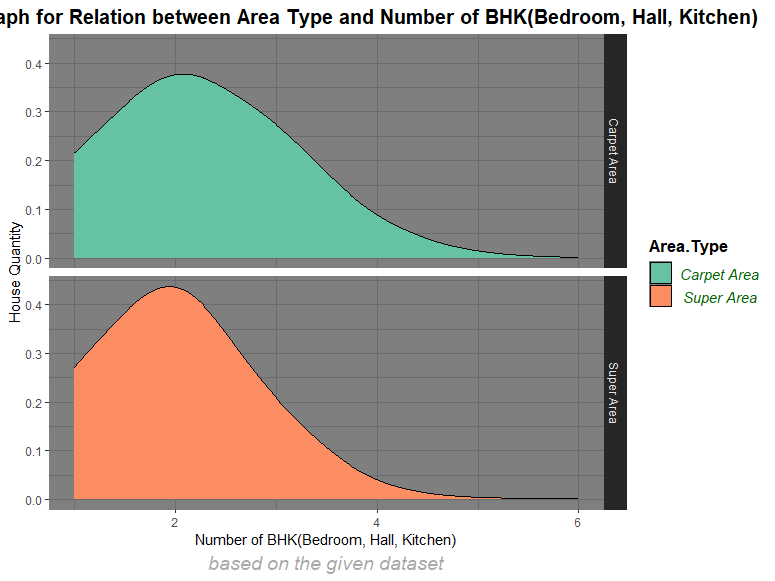 aph for Relation between Area Type and Number of BHK(Bedroom, Hall, Kitchen)
0.4
0.3
0.2
0.1
0.0
Carpet Area
House Quantity
0.4
0.3
0.2
0.1
0.0
Super Area
2
4
6
Number of BHK(Bedroom, Hall, Kitchen)
based on the given dataset
Area.Type
Carpet Area
Super Area